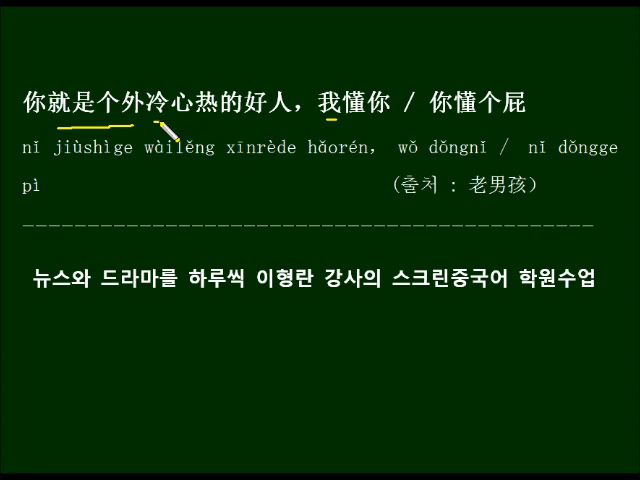 你就是个外冷心热的好人，我懂你 / 你懂个屁
nǐ jiùshìge wàilěng xīnrède hǎorén， wǒ dǒngnǐ / nǐ dǒngge
pì (출처 : 老男孩）
뉴스와 드라마를 하루씩 이형란 강사의 스크린중국어 학원수업